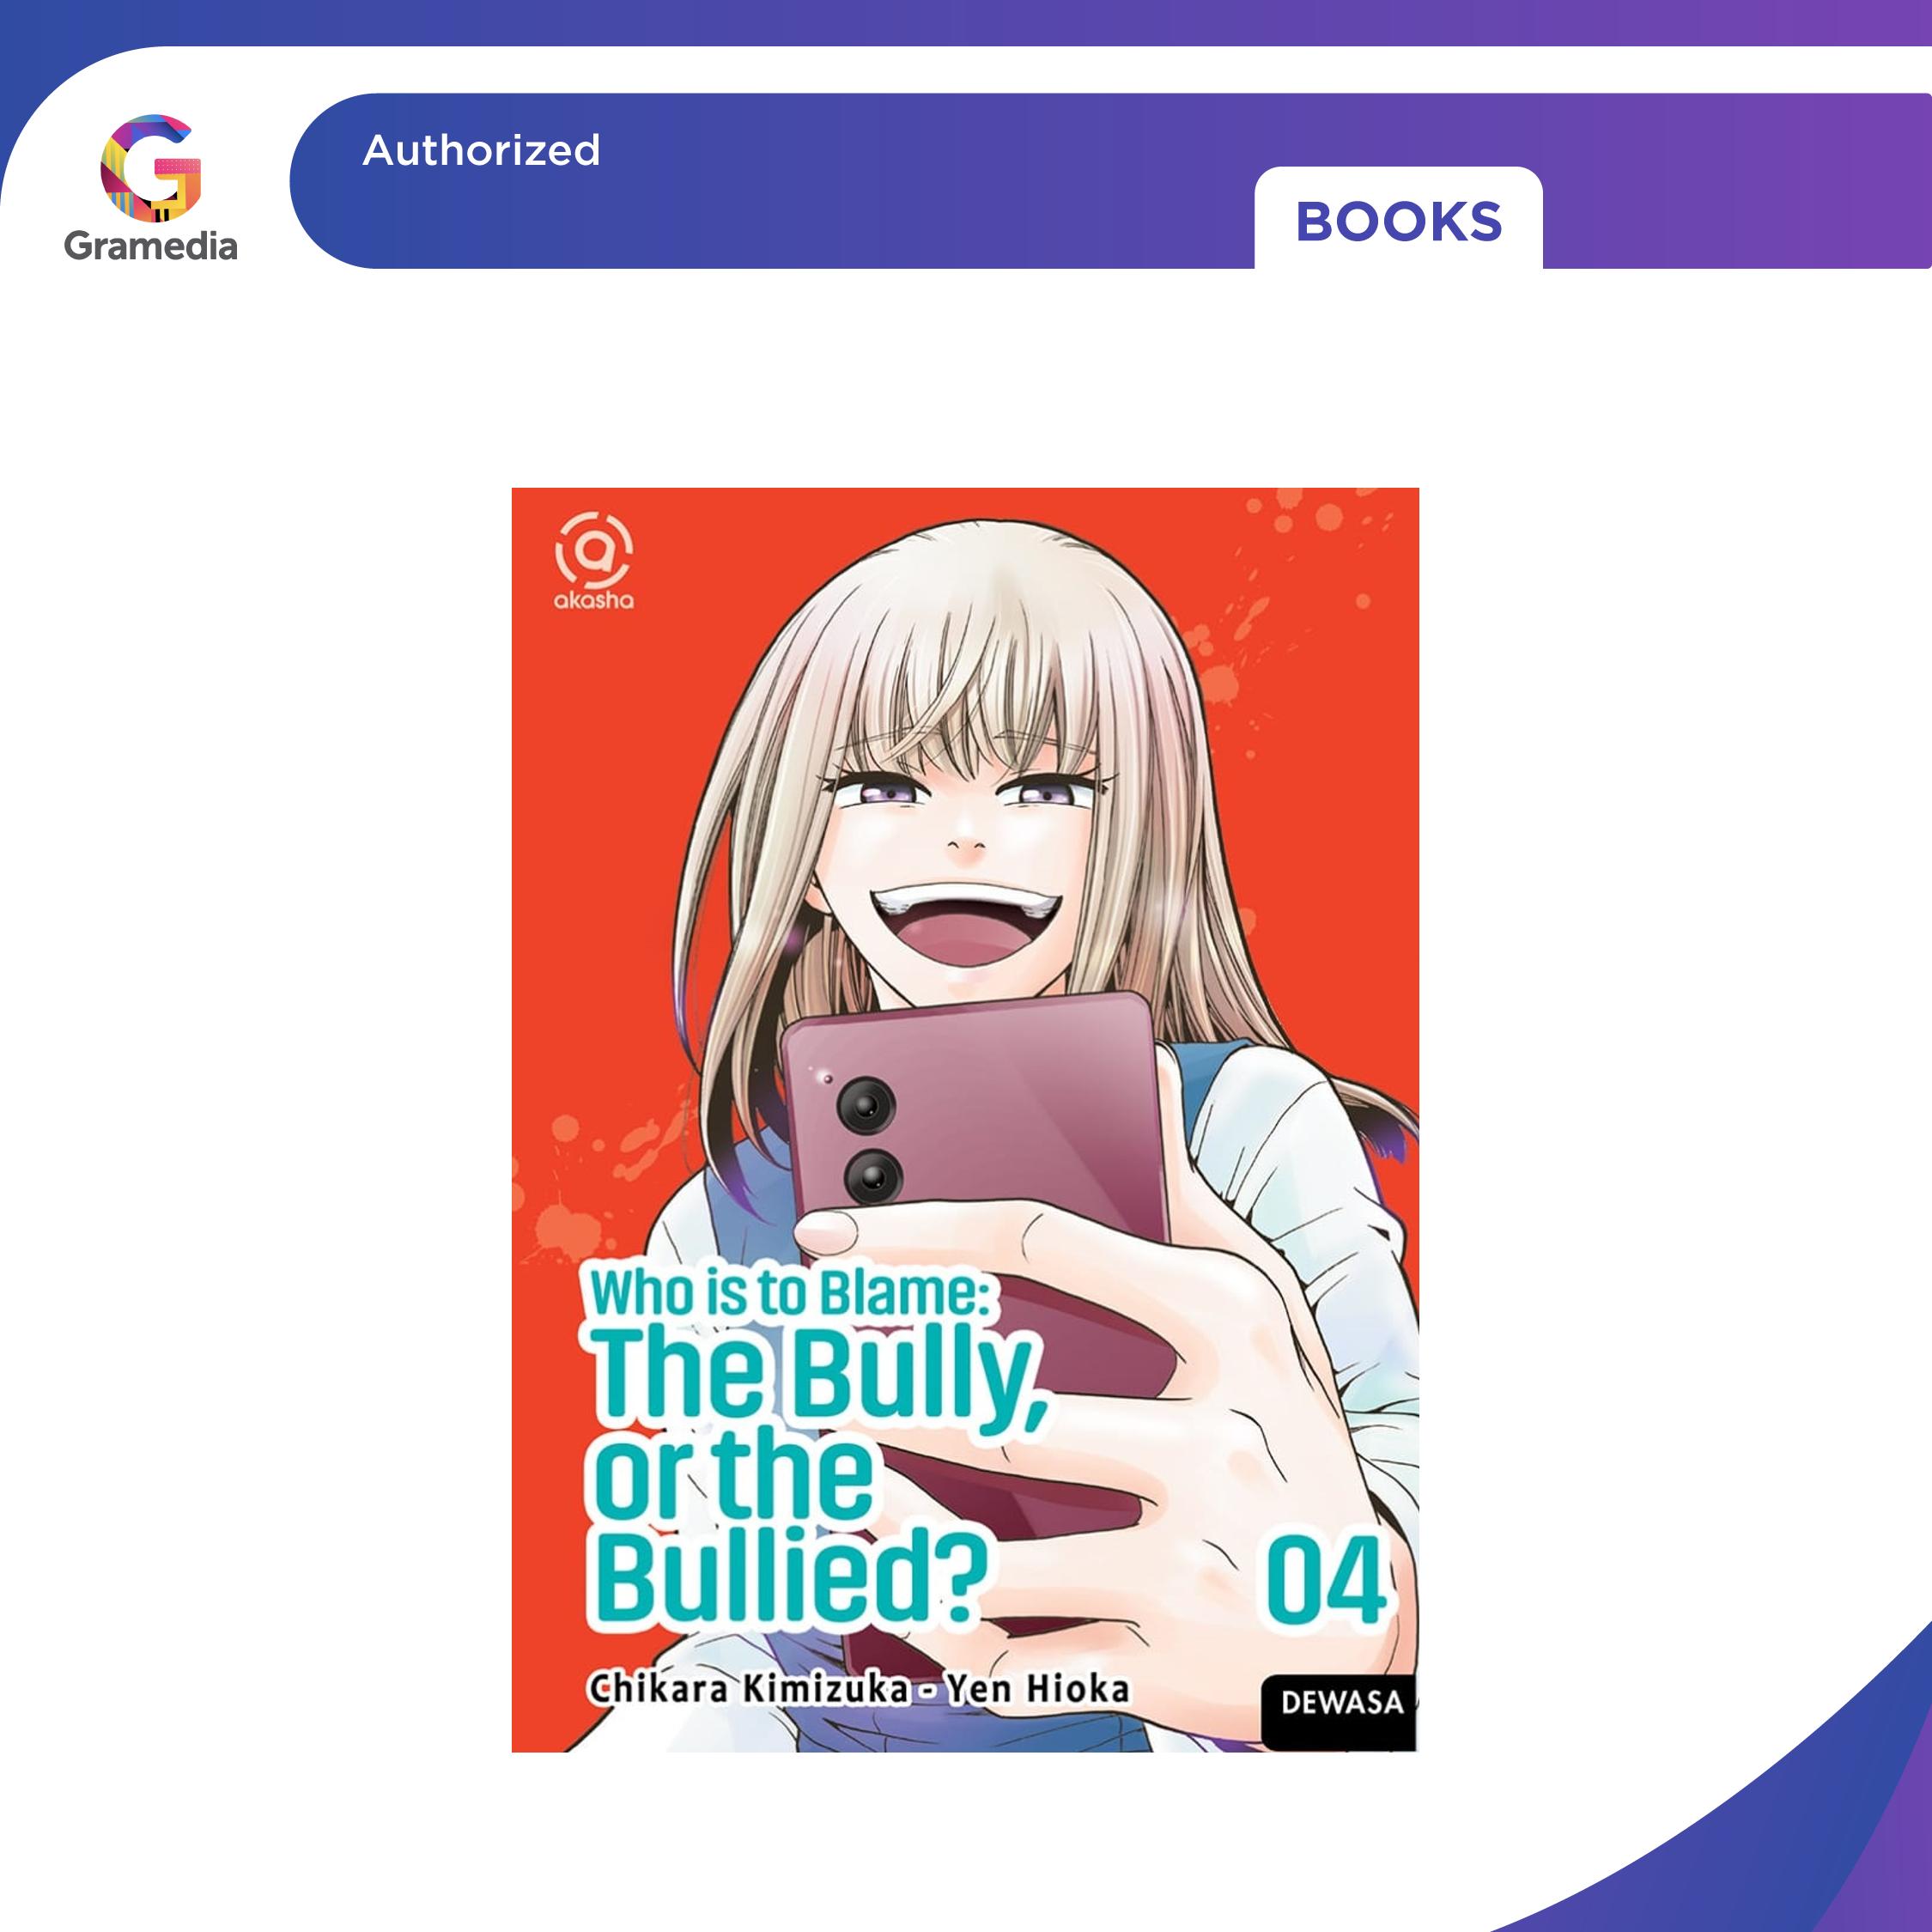 Gramedia
Authorized
BOOKS
akasha
Who is to Blame:
The Bully,
or the
Bullied?
04
Chikara Kimizuka - Yen Hioka
DEWASA